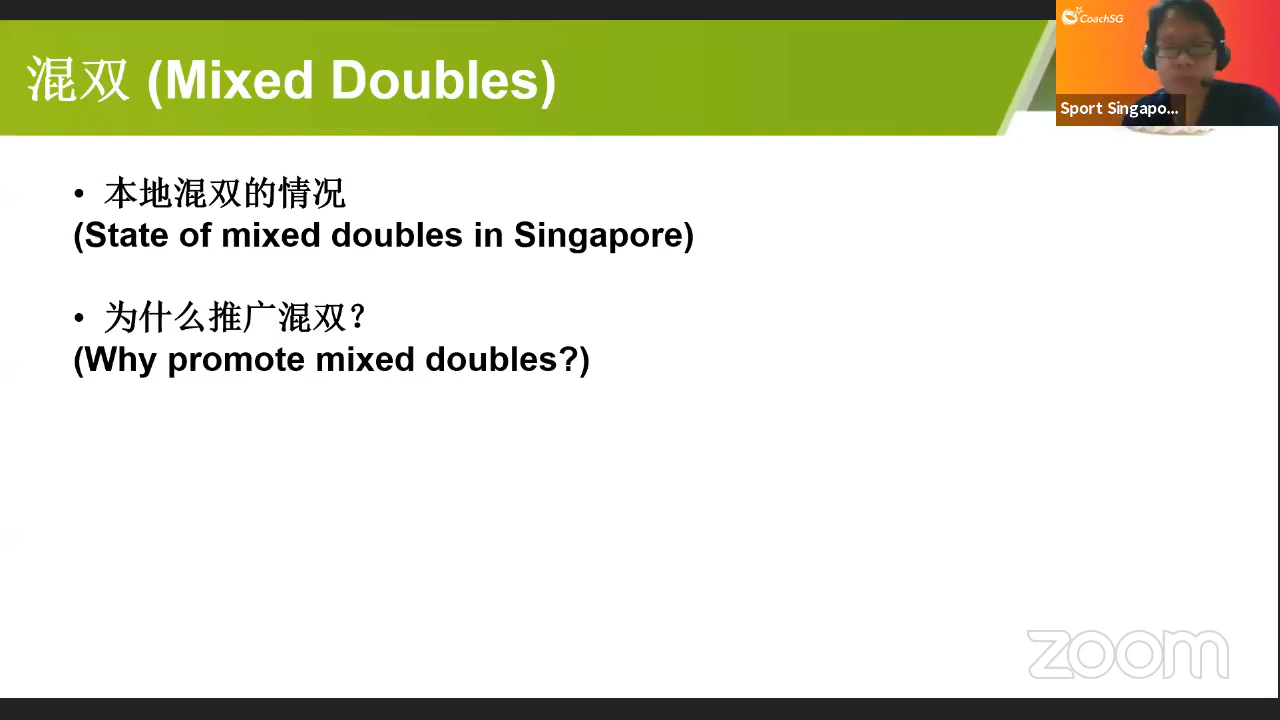 混双 (Mixed Doubles)
CoachSG
Sport Singapo...
• 本地混双的情况
(State of mixed doubles in Singapore)
• 为什么推广混双？
(Why promote mixed doubles?)
zoom